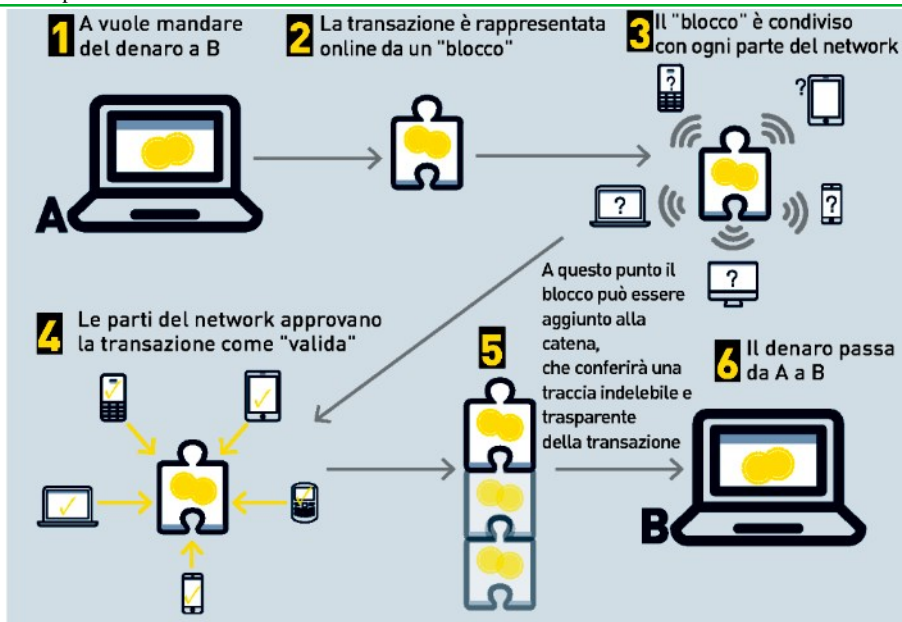 1 A vuole mandare
del denaro a B
2 La transazione è rappresentata
online da un "blocco"
3 Il "blocco" è condiviso
con ogni parte del network
?
?
A
?
?
?
4 Le parti del network approvano
la transazione come "valida"
5
A questo punto il
blocco può essere
aggiunto alla
catena,
che conferirà una
traccia indelebile e
trasparente
della transazione
6 Il denaro passa
da A a B
B